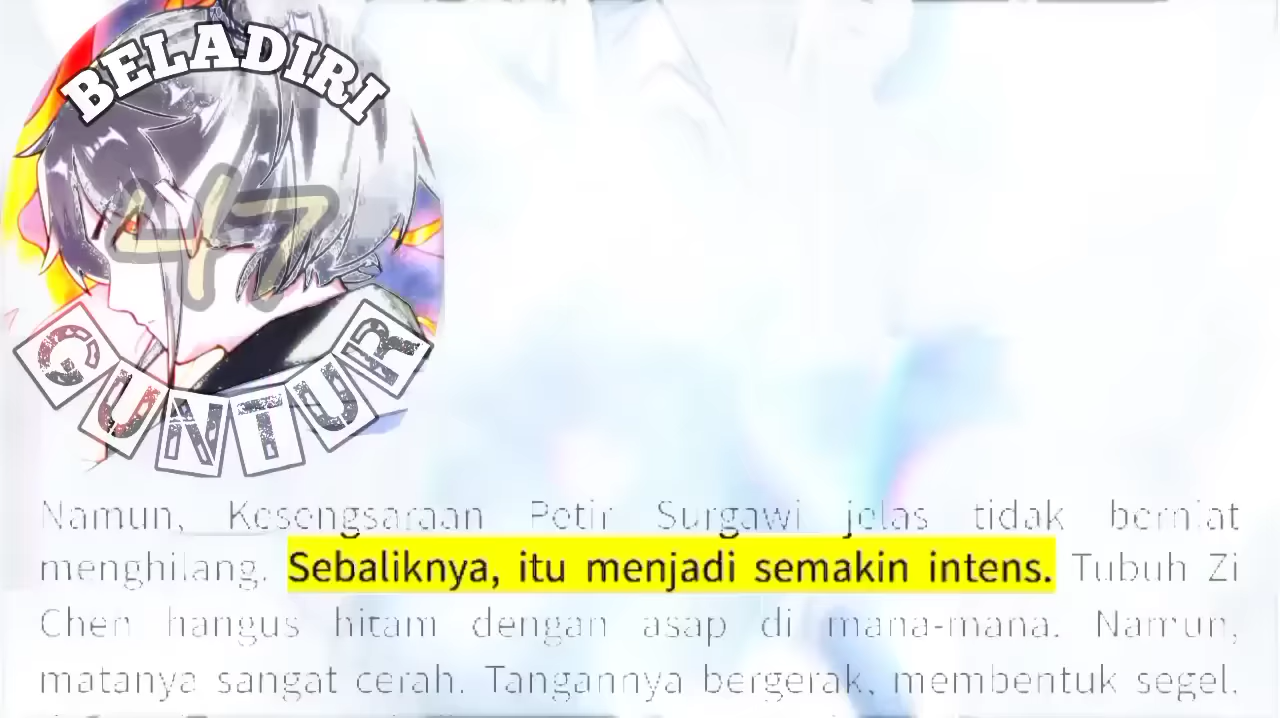 BELADIRI
47
GUNTUR
Namun, Kesengsaraan Petir Surgawi jelas tidak berniat
menghilang. Sebaliknya, itu menjadi semakin intens. Tubuh Zi
Chen hangus hitam dengan asap di mana-mana. Namun,
matanya sangat cerah. Tangannya bergerak, membentuk segel.